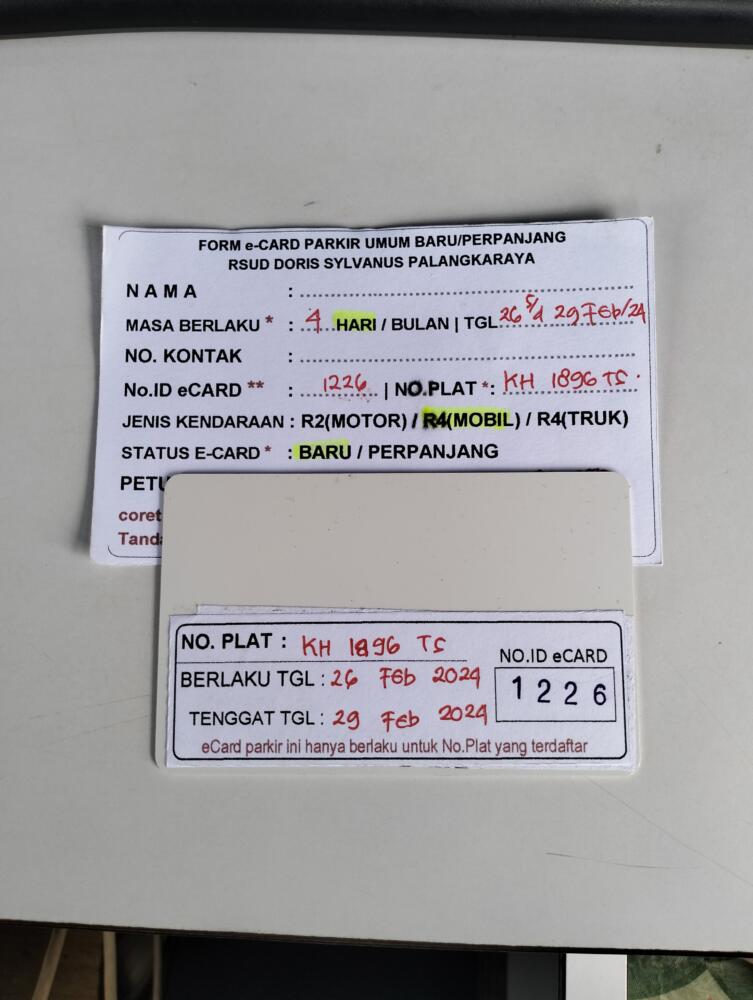 FORM e-CARD PARKIR UMUM BARU/PERPANJANG
RSUD DORIS SYLVANUS PALANGKARAYA
NAMA :
MASA BERLAKU * : 4 HARI / BULAN | TGL 26 s/d 29 Feb/24
NO. KONTAK :
No.ID eCARD ** : 1226 | NO.PLAT *: KH 1896 TS
JENIS KENDARAAN : R2(MOTOR) / R4(MOBIL) / R4(TRUK)
STATUS E-CARD * : BARU / PERPANJANG
PETU
coret
Tanda
NO. PLAT : KH 1896 TS
NO.ID eCARD
BERLAKU TGL : 26 Feb 2024
1226
TENGGAT TGL : 29 Feb 2024
eCard parkir ini hanya berlaku untuk No.Plat yang terdaftar